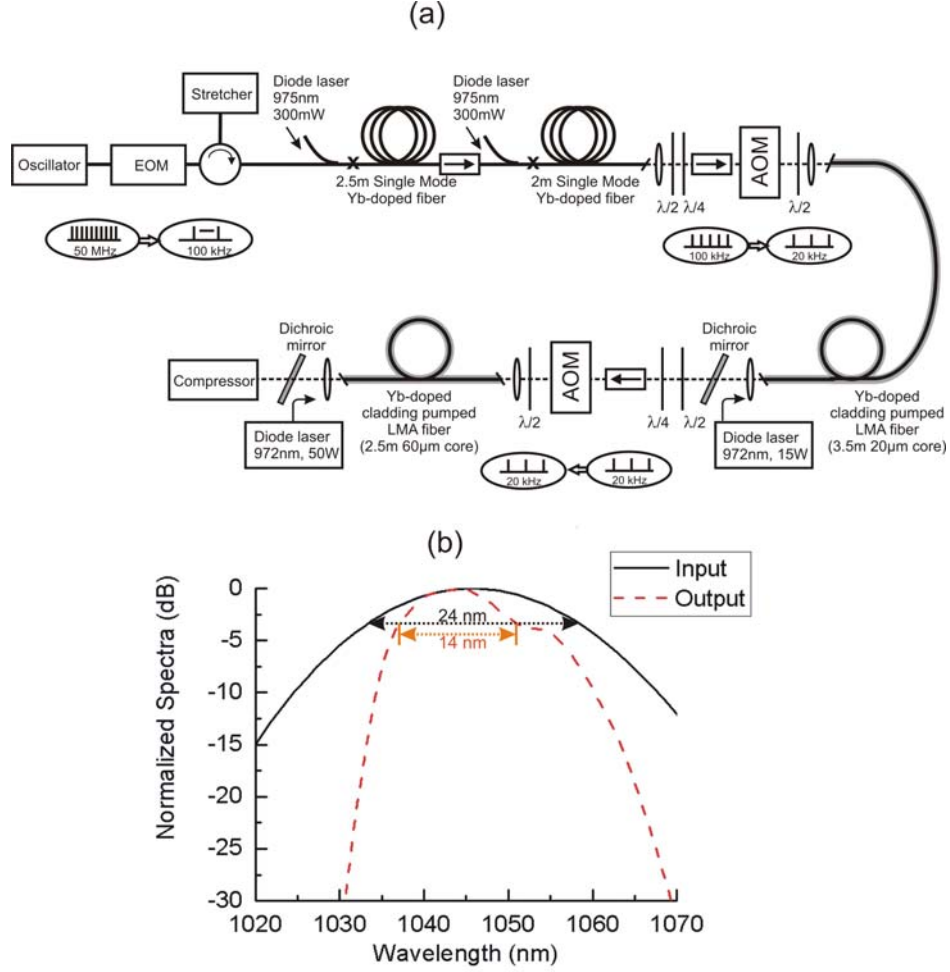 (a)
Stretcher
Diode laser
975nm
300mW
Diode laser
975nm
300mW
Oscillator
EOM
AOM
2.5m Single Mode
Yb-doped fiber
2m Single Mode
Yb-doped fiber
λ/2 λ/4
λ/2
50 MHz
100 kHz
100 kHz
20 kHz
Dichroic
mirror
Dichroic
mirror
Compressor
AOM
λ/2
λ/4
λ/2
Yb-doped
cladding pumped
LMA fiber
(2.5m 60μm core)
Yb-doped
cladding pumped
LMA fiber
(3.5m 20μm core)
Diode laser
972nm, 50W
Diode laser
972nm, 15W
20 kHz
20 kHz
(b)
Input
Output
24 nm
14 nm
Normalized Spectra (dB)
0
-5
-10
-15
-20
-25
-30
1020 1030 1040 1050 1060 1070
Wavelength (nm)